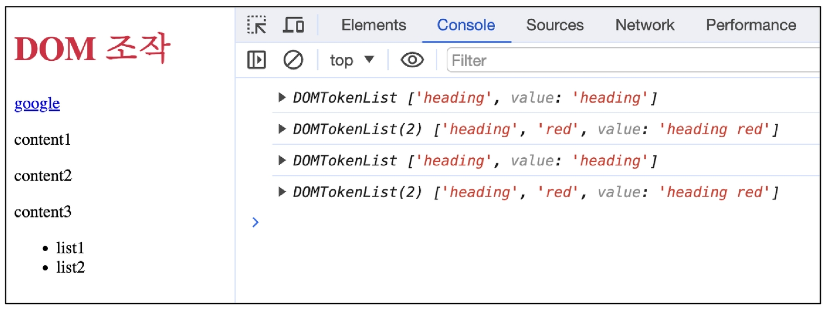 DOM 조작
google
content1
content2
content3
list1
list2
Elements Console Sources Network Performance
top Filter
DOMTokenList ['heading', value: 'heading']
DOMTokenList(2) ['heading', 'red', value: 'heading red']
DOMTokenList ['heading', value: 'heading']
DOMTokenList(2) ['heading', 'red', value: 'heading red']